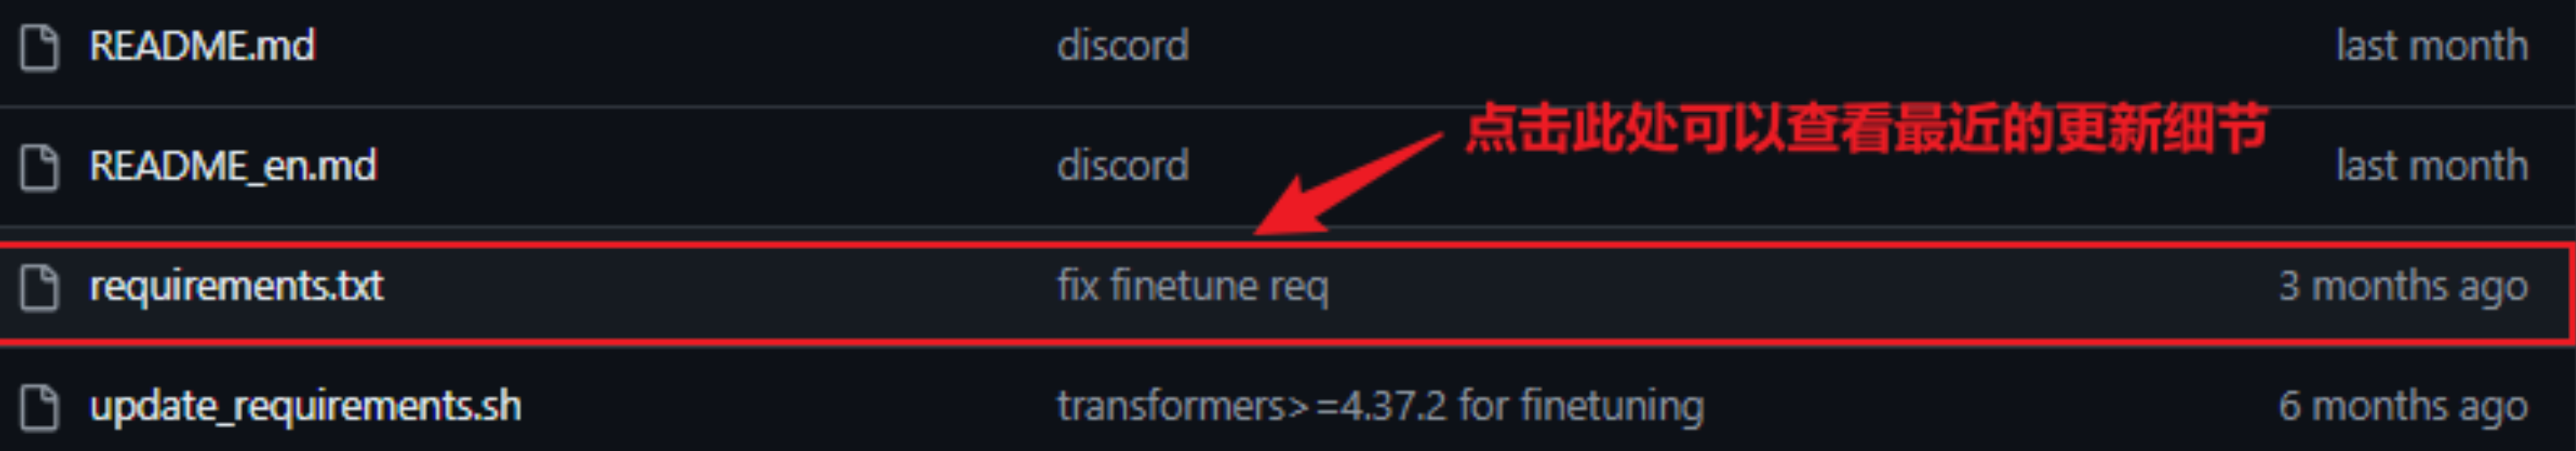 README.md discord last month
点击此处可以查看最近的更新细节
README_en.md discord last month
requirements.txt fix finetune req 3 months ago
update_requirements.sh transformers>=4.37.2 for finetuning 6 months ago